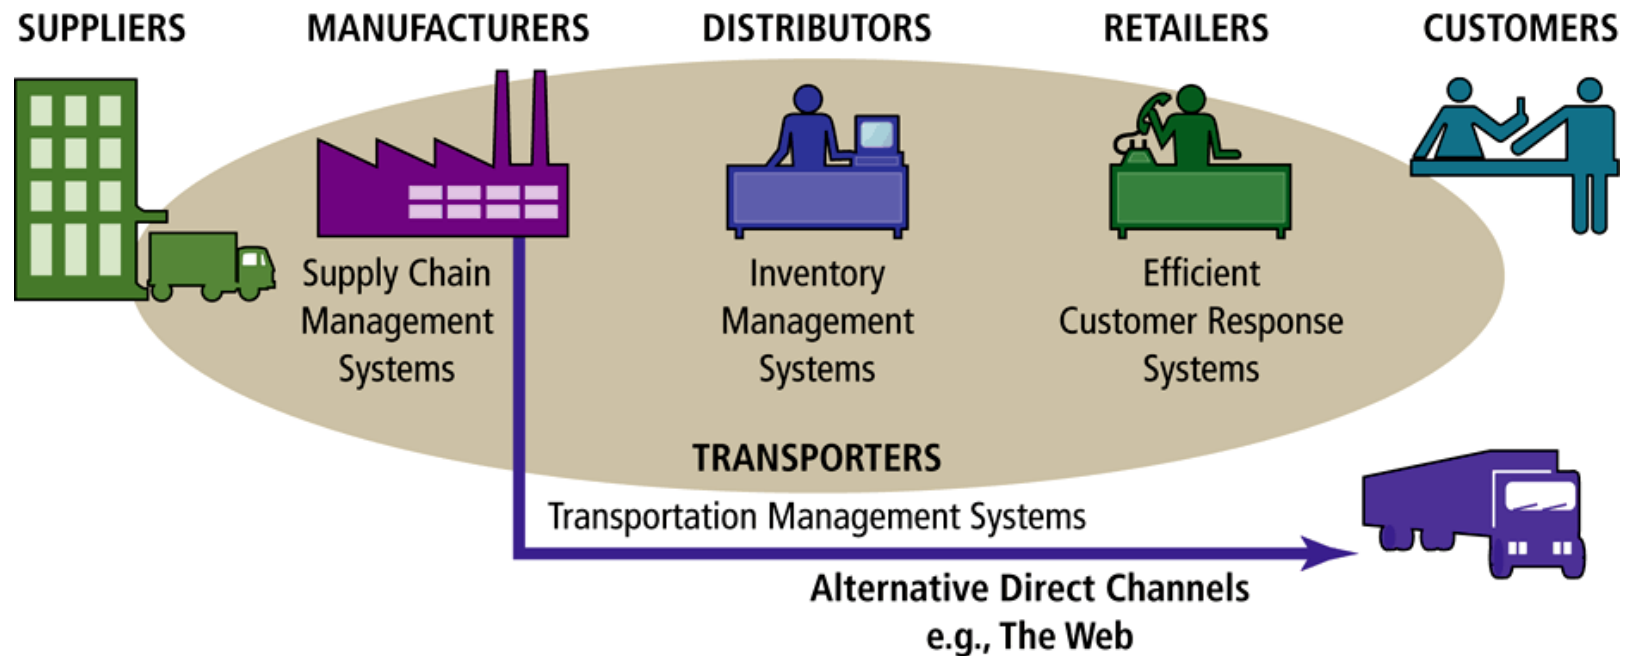 SUPPLIERS
MANUFACTURERS
DISTRIBUTORS
RETAILERS
CUSTOMERS
Supply Chain
Management
Systems
Inventory
Management
Systems
Efficient
Customer Response
Systems
TRANSPORTERS
Transportation Management Systems
Alternative Direct Channels
e.g., The Web